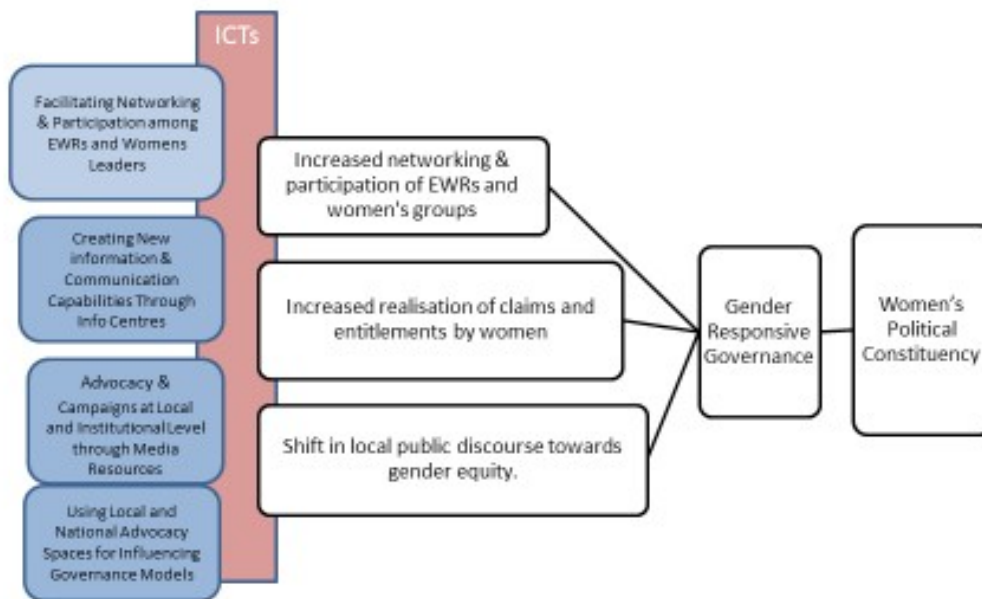 ICTs
Facilitating Networking
& Participation among
EWRs and Womens
Leaders
Creating New
information &
Communication
Capabilities Through
Info Centres
Advocacy &
Campaigns at Local
and Institutional Level
through Media
Resources
Using Local and
National Advocacy
Spaces for Influencing
Governance Models
Increased networking &
participation of EWRs and
women's groups
Increased realisation of claims and
entitlements by women
Shift in local public discourse towards
gender equity.
Gender
Responsive
Governance
Women's
Political
Constituency